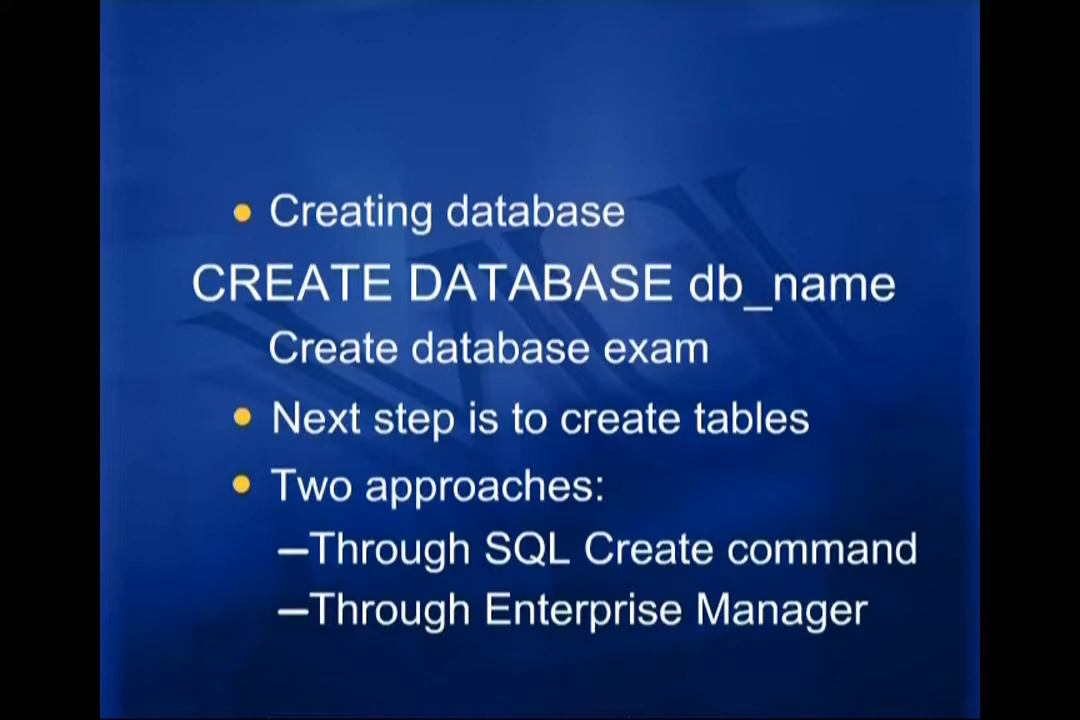 Creating database
CREATE DATABASE db_name
Create database exam
Next step is to create tables
Two approaches:
–Through SQL Create command
–Through Enterprise Manager